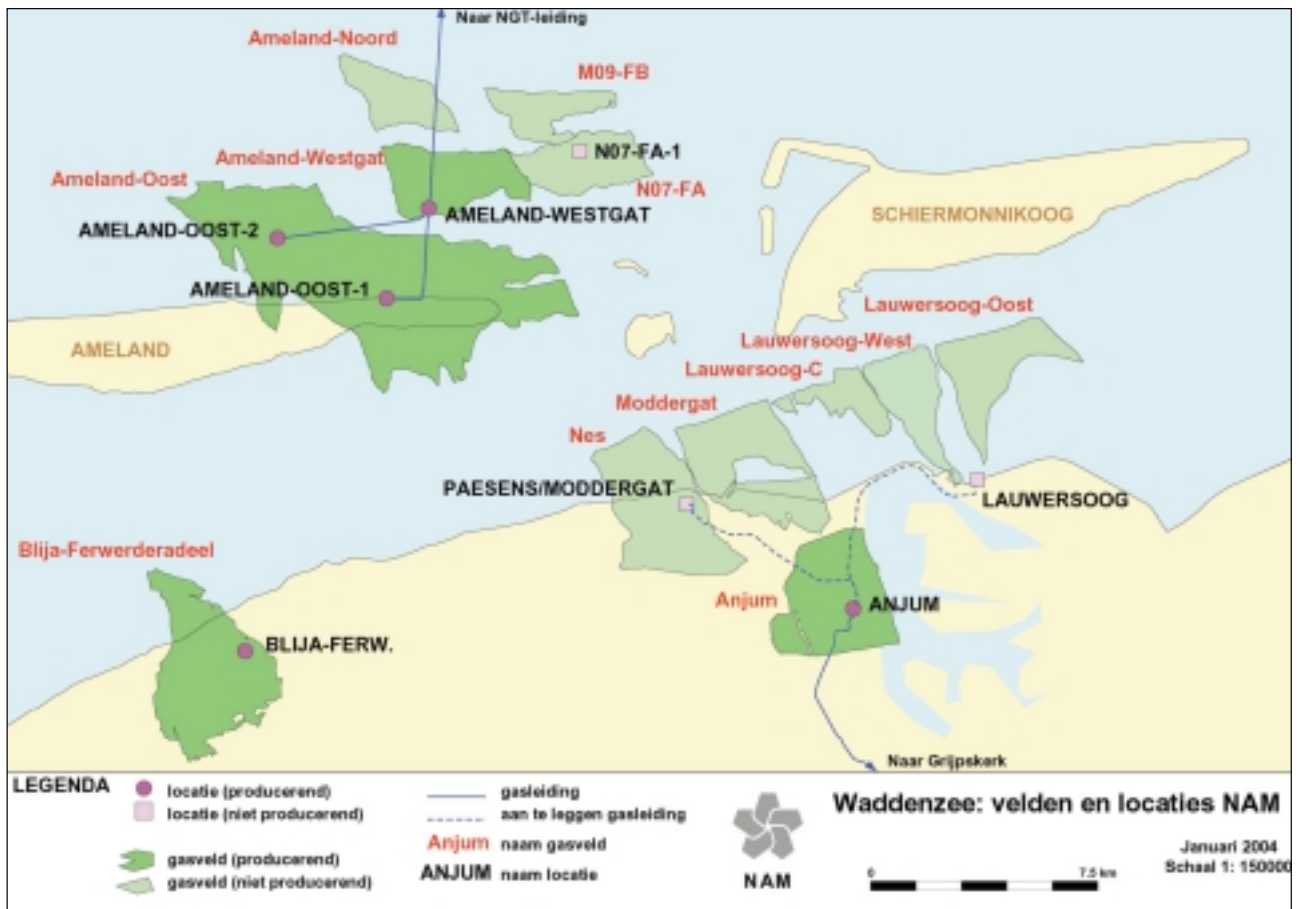 Naar NGT-leiding
Ameland-Noord
M09-FB
N07-FA-1
Ameland-Westgat
Ameland-Oost
N07-FA
AMELAND-WESTGAT
SCHIERMONNIKOOG
AMELAND-OOST-2
AMELAND-OOST-1
Lauwersoog-Oost
Lauwersoog-West
AMELAND
Lauwersoog-C
Moddergat
Nes
PAESENS/MODDERGAT
LAUWERSOOG
Blija-Ferwerderadeel
Anjum
ANJUM
BLIJA-FERW.
Naar Grijpskerk
LEGENDA
locatie (producerend)
locatie (niet producerend)
gasveld (producerend)
gasveld (niet producerend)
gasleiding
aan te leggen gasleiding
Anjum naam gasveld
ANJUM naam locatie
NAM
Waddenzee: velden en locaties NAM
Januari 2004
Schaal 1: 150000
0 7.5 km